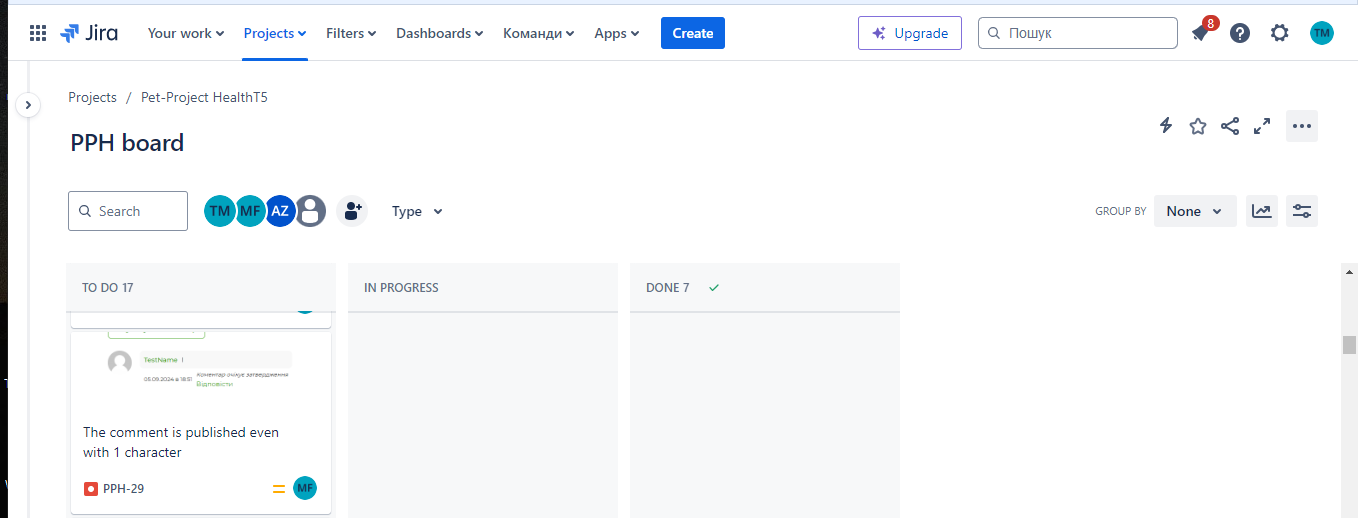 Jira Your work Projects Filters Dashboards Команди Apps Create Upgrade Пошук 8 TM
Projects / Pet-Project HealthT5
PPH board
Search TM MF AZ Type GROUP BY None
TO DO 17 IN PROGRESS DONE 7
TestName !
05.09.2024 в 18:51 Коментар очікує затвердження
Відповісти
The comment is published even
with 1 character
PPH-29 MF